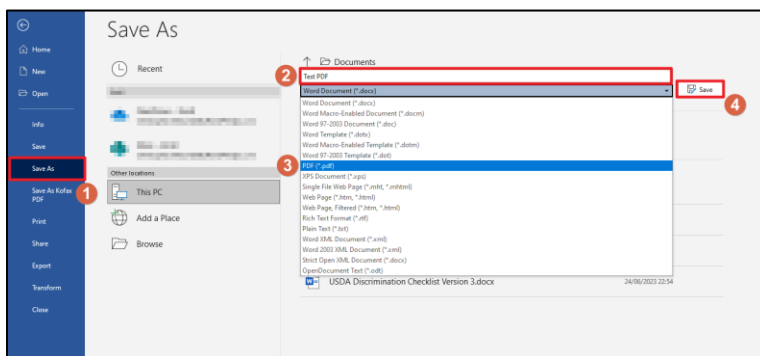 Save As
Home
New
Open
Info
Save
Save As
1
Save As Kofax
PDF
Print
Share
Export
Transform
Close
Recent
Other locations
This PC
Add a Place
Browse
Documents
2
Test PDF
Word Document (*.docx)
Save
4
Word Document (*.docx)
Word Macro-Enabled Document (*.docm)
Word 97-2003 Document (*.doc)
Word Template (*.dotx)
Word Macro-Enabled Template (*.dotm)
Word 97-2003 Template (*.dot)
3
PDF (*.pdf)
XPS Document (*.xps)
Single File Web Page (*.mht, *.mhtml)
Web Page (*.htm, *.html)
Web Page, Filtered (*.htm, *.html)
Rich Text Format (*.rtf)
Plain Text (*.txt)
Word XML Document (*.xml)
Word 2003 XML Document (*.xml)
Strict Open XML Document (*.docx)
OpenDocument Text (*.odt)
USDA Discrimination Checklist Version 3.docx
24/06/2023 22:54